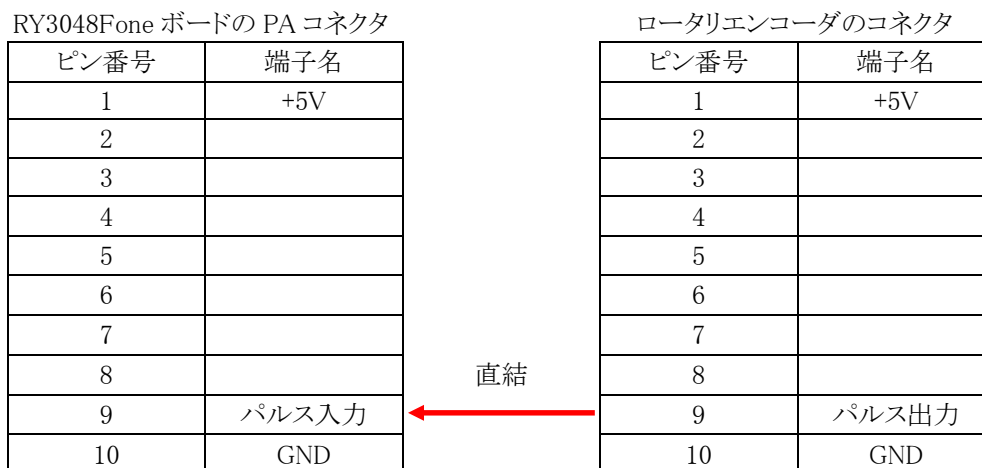 RY3048Fone ボードの PA コネクタ ロータリエンコーダのコネクタ
ピン番号 端子名 ピン番号 端子名
1 +5V 1 +5V
2 2
3 3
4 4
5 5
6 6
7 7
8 直結 8
9 パルス入力 9 パルス出力
10 GND 10 GND